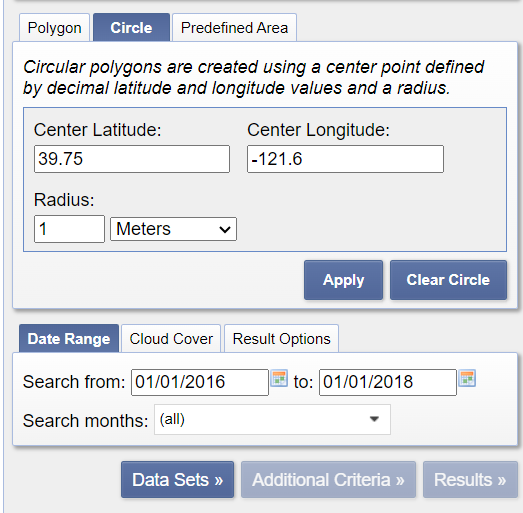 Polygon Circle Predefined Area
Circular polygons are created using a center point defined
by decimal latitude and longitude values and a radius.
Center Latitude: Center Longitude:
39.75 -121.6
Radius:
1 Meters
Apply Clear Circle
Date Range Cloud Cover Result Options
Search from: 01/01/2016 to: 01/01/2018
Search months: (all)
Data Sets » Additional Criteria » Results »